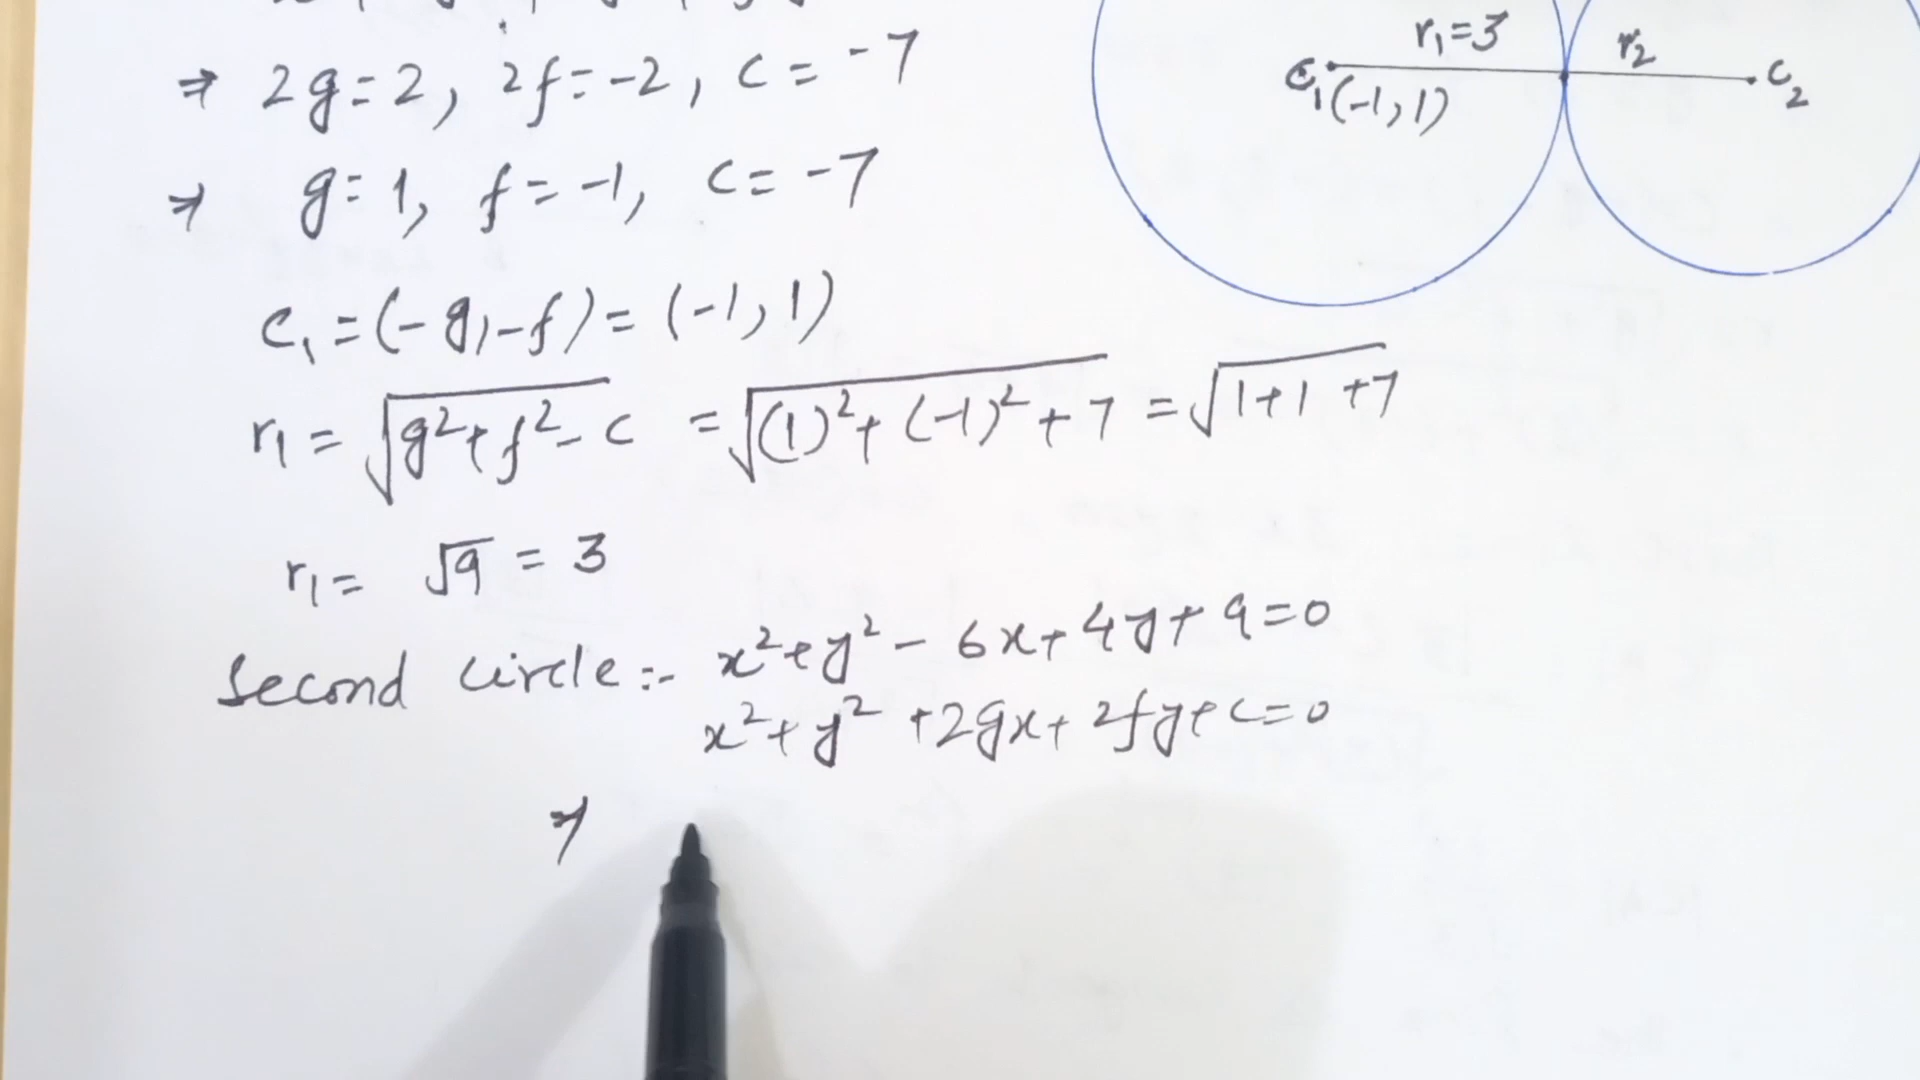 ⇒ 2g = 2, 2f = -2, c = -7
⇒ g = 1, f = -1, c = -7
c₁ = (-g, -f) = (-1, 1)
r₁ = √g²+f²-c = √(1)²+(-1)²+7 = √1+1+7
r₁ = √9 = 3
Second circle:- x²+y²-6x+4y+9=0
x²+y²+2gx+2fy+c=0
⇒
r₁=3
r₂
C₁(-1,1)
C₂